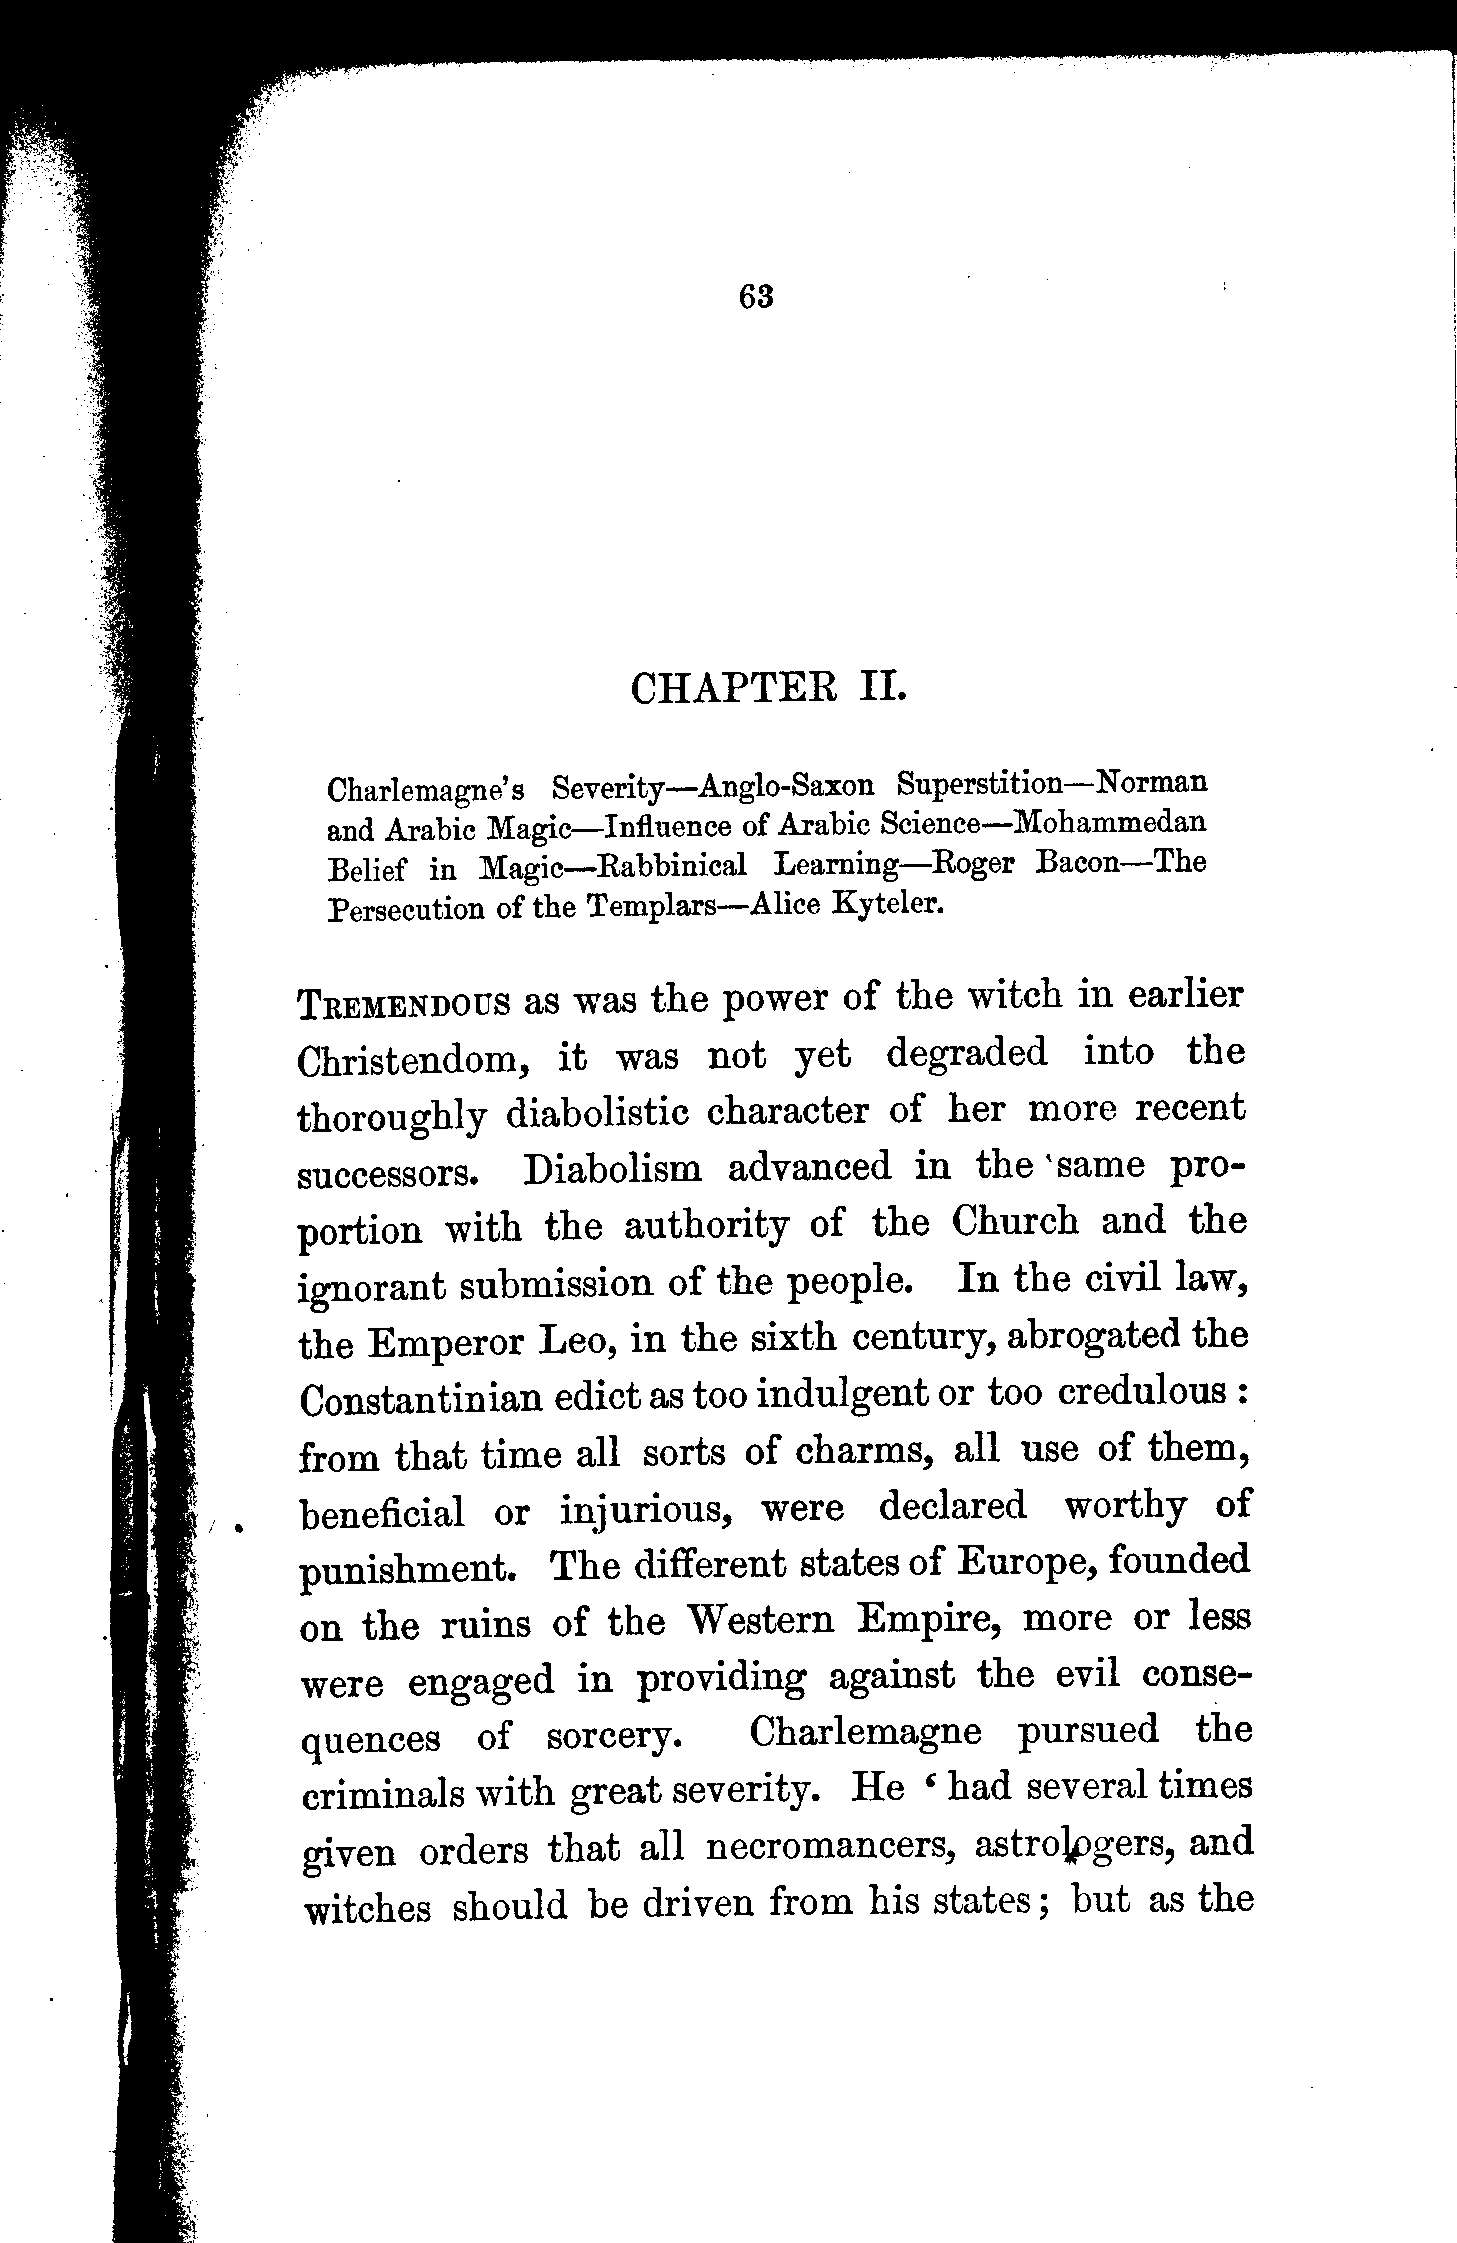 63
CHAPTER II.
Charlemagne's Severity—Anglo-Saxon Superstition—Norman
and Arabic Magic—Influence of Arabic Science—Mohammedan
Belief in Magic—Rabbinical Learning—Roger Bacon—The
Persecution of the Templars—Alice Kyteler.
TREMENDOUS as was the power of the witch in earlier
Christendom, it was not yet degraded into the
thoroughly diabolistic character of her more recent
successors. Diabolism advanced in the same pro-
portion with the authority of the Church and the
ignorant submission of the people. In the civil law,
the Emperor Leo, in the sixth century, abrogated the
Constantinian edict as too indulgent or too credulous :
from that time all sorts of charms, all use of them,
beneficial or injurious, were declared worthy of
punishment. The different states of Europe, founded
on the ruins of the Western Empire, more or less
were engaged in providing against the evil conse-
quences of sorcery. Charlemagne pursued the
criminals with great severity. He ‘ had several times
given orders that all necromancers, astrologers, and
witches should be driven from his states ; but as the